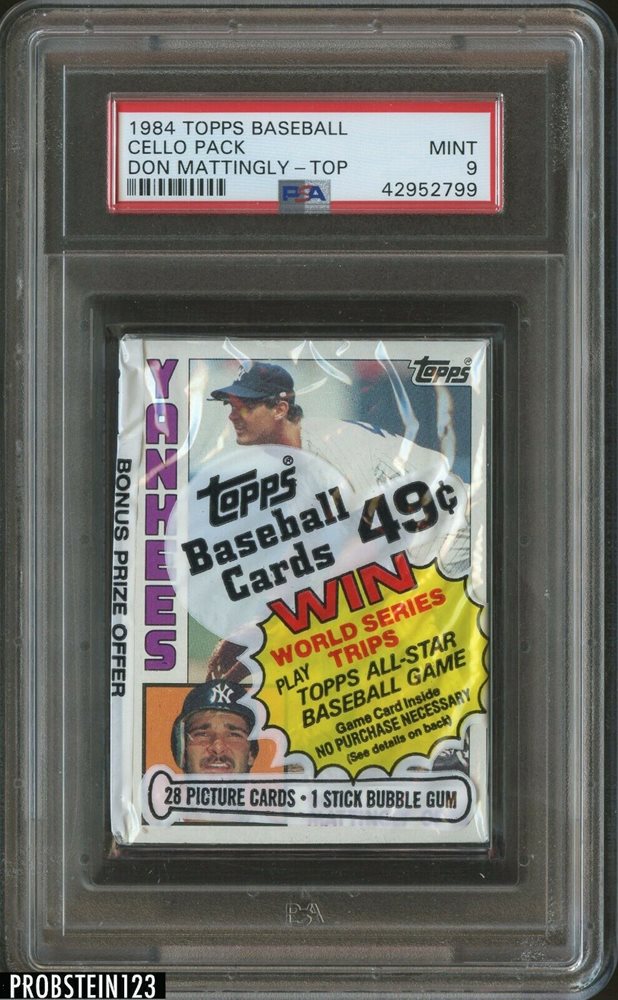 1984 TOPPS BASEBALL
CELLO PACK MINT
DON MATTINGLY - TOP 9
PSA 42952799
YANKEES
topps
BONUS PRIZE OFFER
topps®
Baseball
Cards 49¢
WIN
WORLD SERIES
TRIPS
PLAY
TOPPS ALL-STAR
BASEBALL GAME
Game Card Inside
NO PURCHASE NECESSARY
(See details on back)
NY
28 PICTURE CARDS • 1 STICK BUBBLE GUM
PSA
PROBSTEIN123